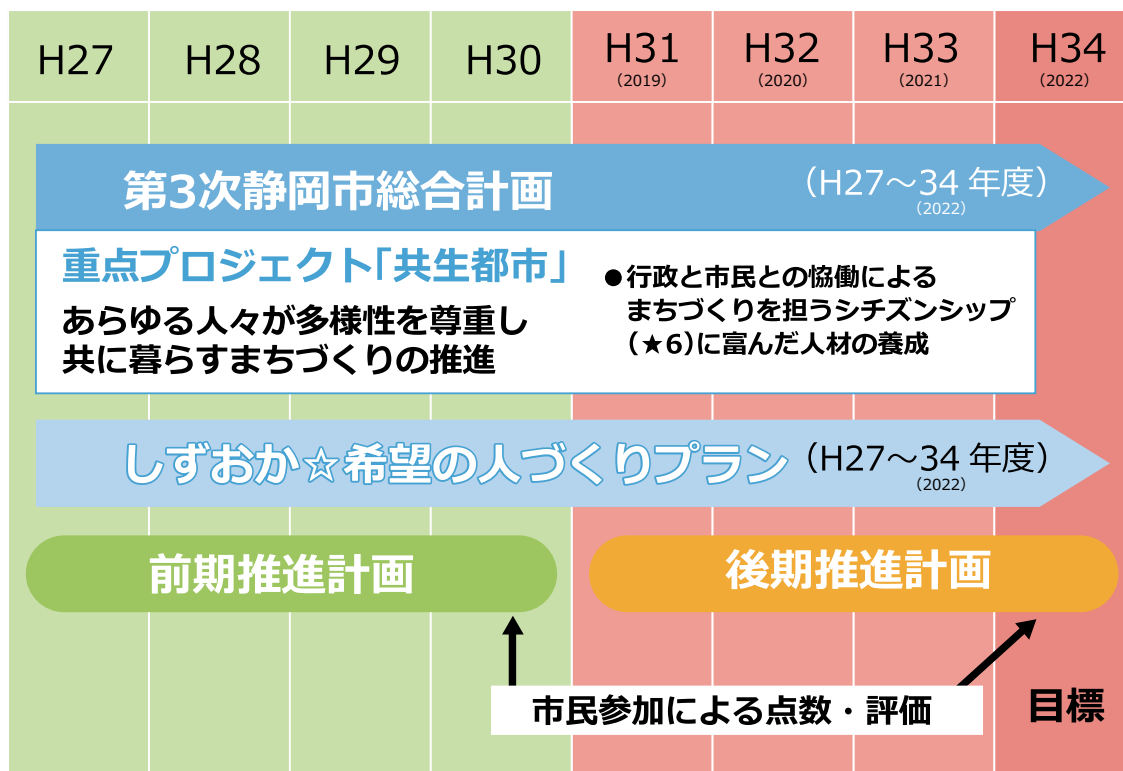 H27 H28 H29 H30 H31 H32 H33 H34
（2019） （2020） （2021） （2022）
第3次静岡市総合計画 （H27～34 年度）
（2022）
重点プロジェクト「共生都市」
あらゆる人々が多様性を尊重し
共に暮らすまちづくりの推進
●行政と市民との恊働による
まちづくりを担うシチズンシップ
（★6）に富んだ人材の養成
しずおか☆希望の人づくりプラン （H27～34 年度）
（2022）
前期推進計画 後期推進計画
市民参加による点数・評価 目標